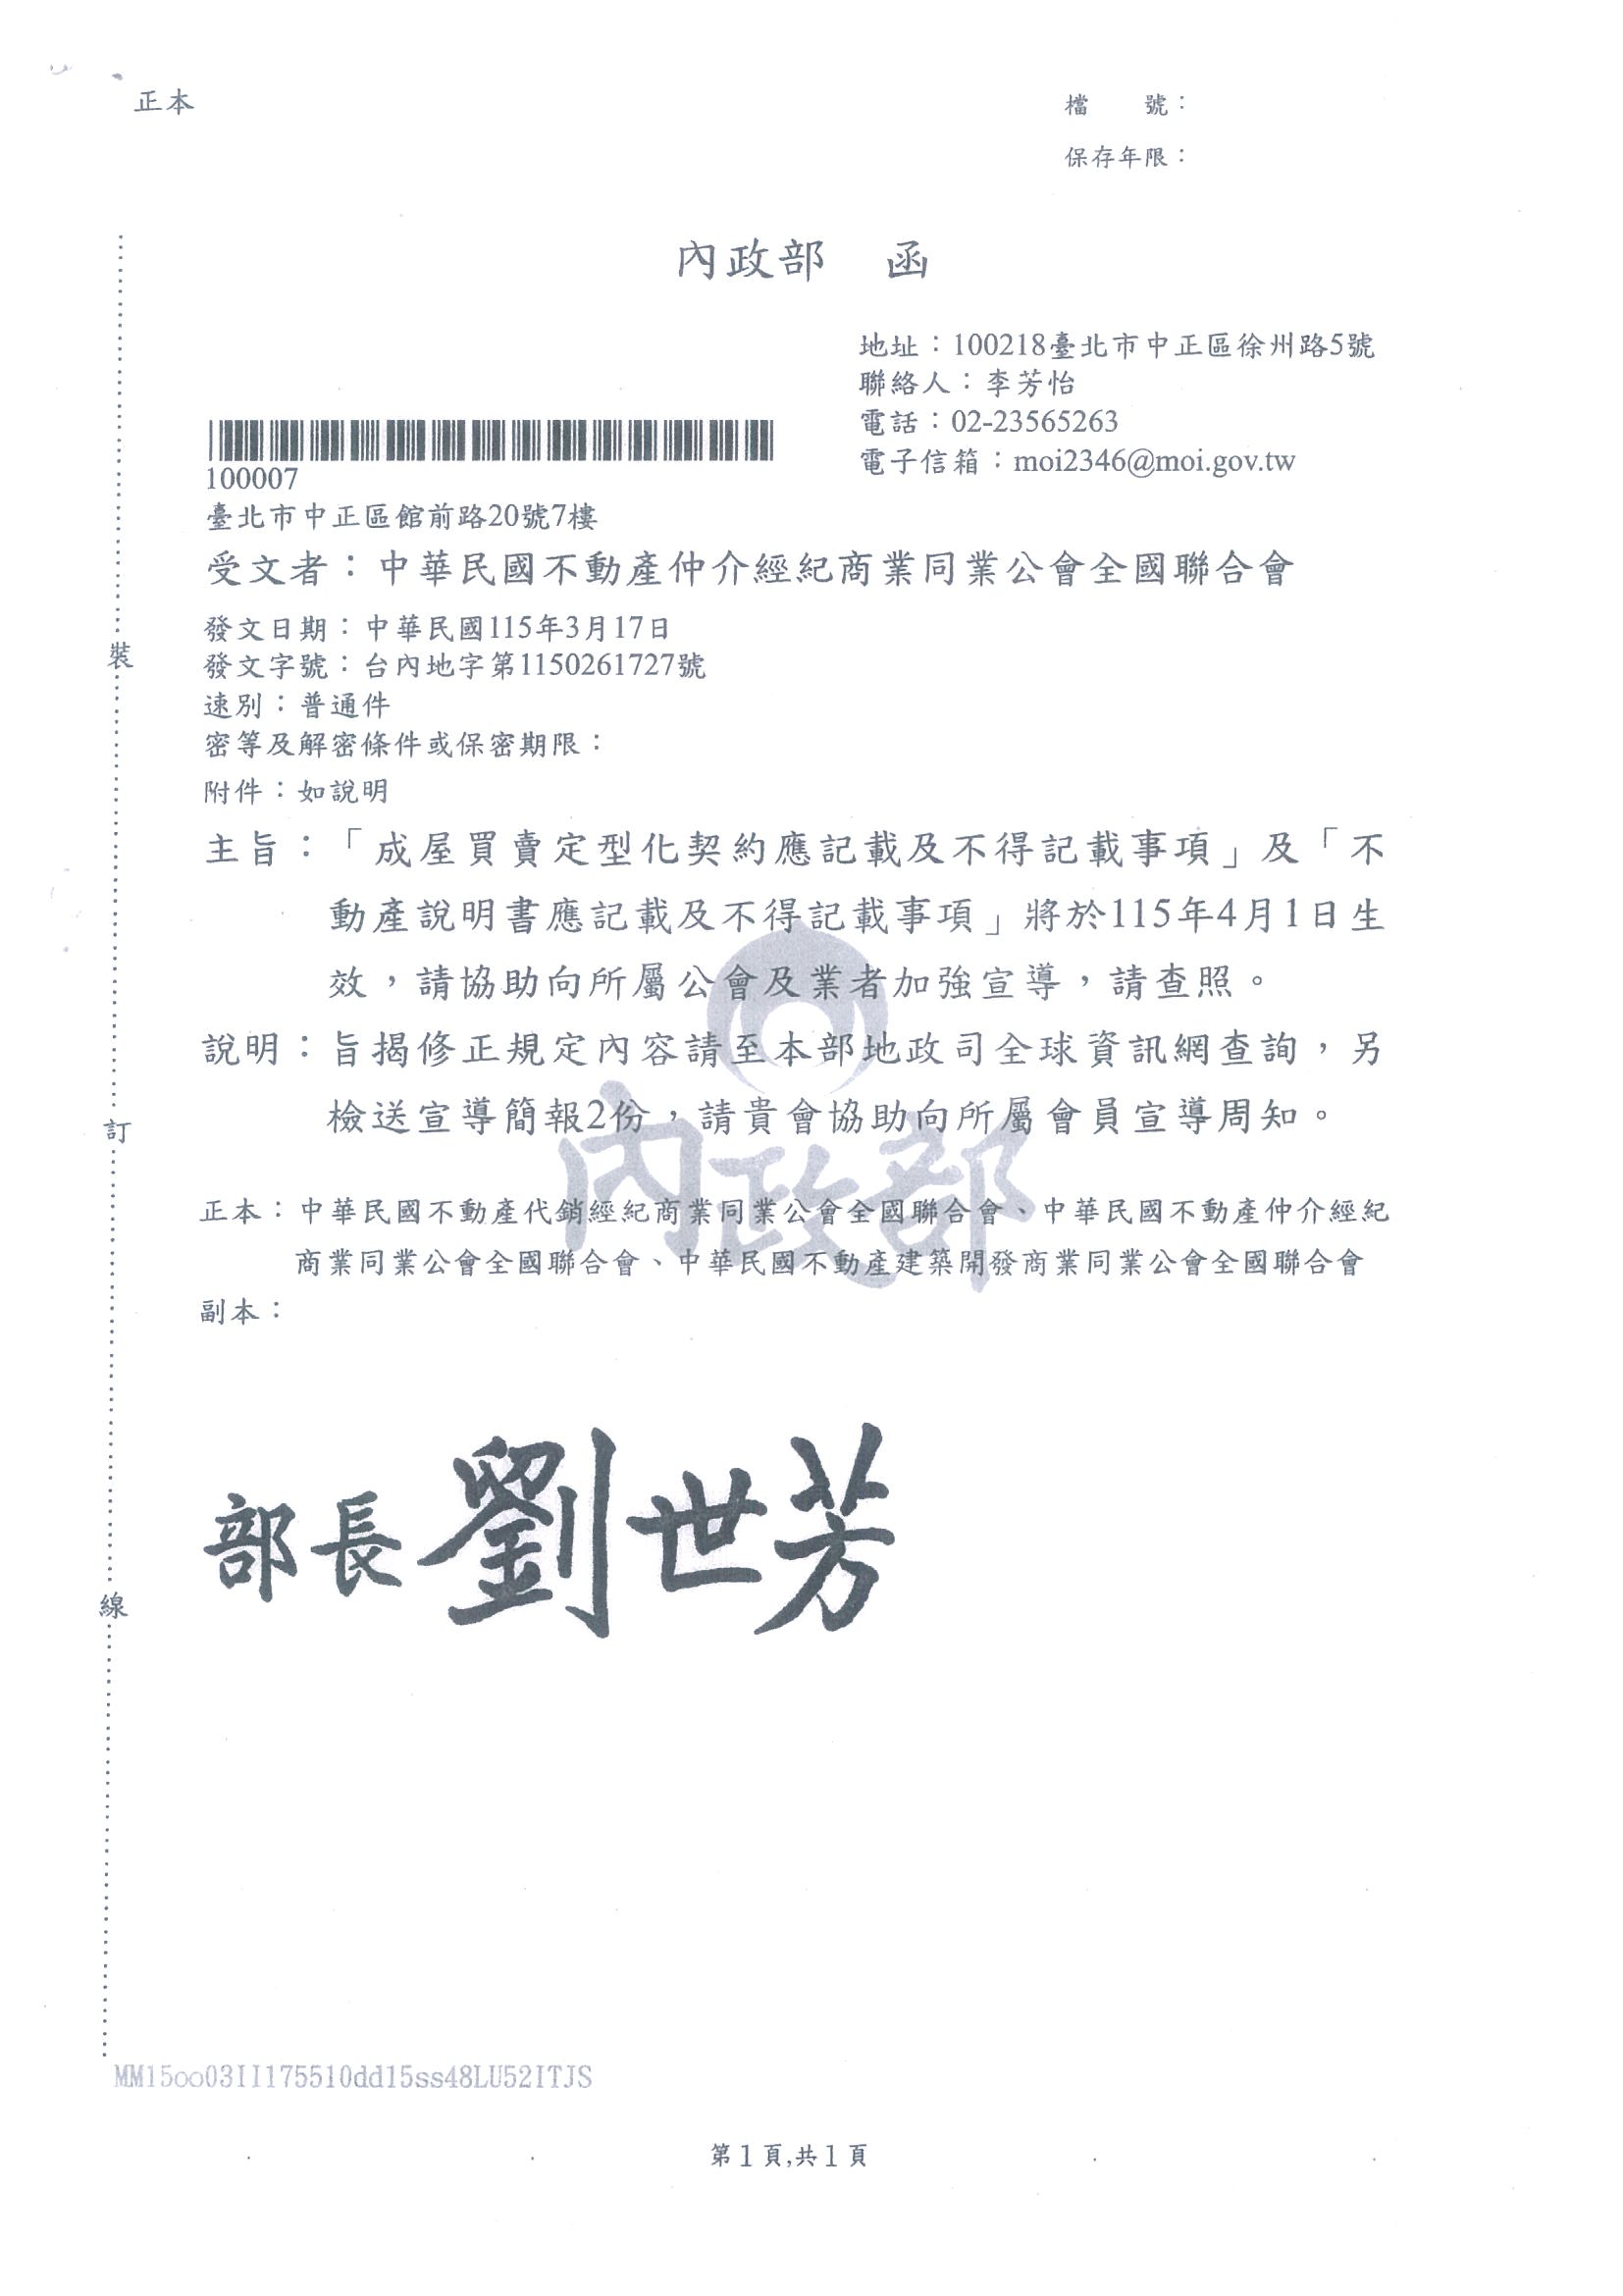 正本
檔　　號：
保存年限：
內政部　函
地址：100218臺北市中正區徐州路5號
聯絡人：李芳怡
電話：02-23565263
電子信箱：moi2346@moi.gov.tw
100007
臺北市中正區館前路20號7樓
受文者：中華民國不動產仲介經紀商業同業公會全國聯合會
發文日期：中華民國115年3月17日
發文字號：台內地字第1150261727號
速別：普通件
密等及解密條件或保密期限：
附件：如說明
主旨：「成屋買賣定型化契約應記載及不得記載事項」及「不
動產說明書應記載及不得記載事項」將於115年4月1日生
效，請協助向所屬公會及業者加強宣導，請查照。
說明：旨揭修正規定內容請至本部地政司全球資訊網查詢，另
檢送宣導簡報2份，請貴會協助向所屬會員宣導周知。
內政部
正本：中華民國不動產代銷經紀商業同業公會全國聯合會、中華民國不動產仲介經紀
商業同業公會全國聯合會、中華民國不動產建築開發商業同業公會全國聯合會
副本：
部長劉世芳
裝
訂
線
MM15oo03II175510dd15ss48LU52ITJS
第1頁,共1頁